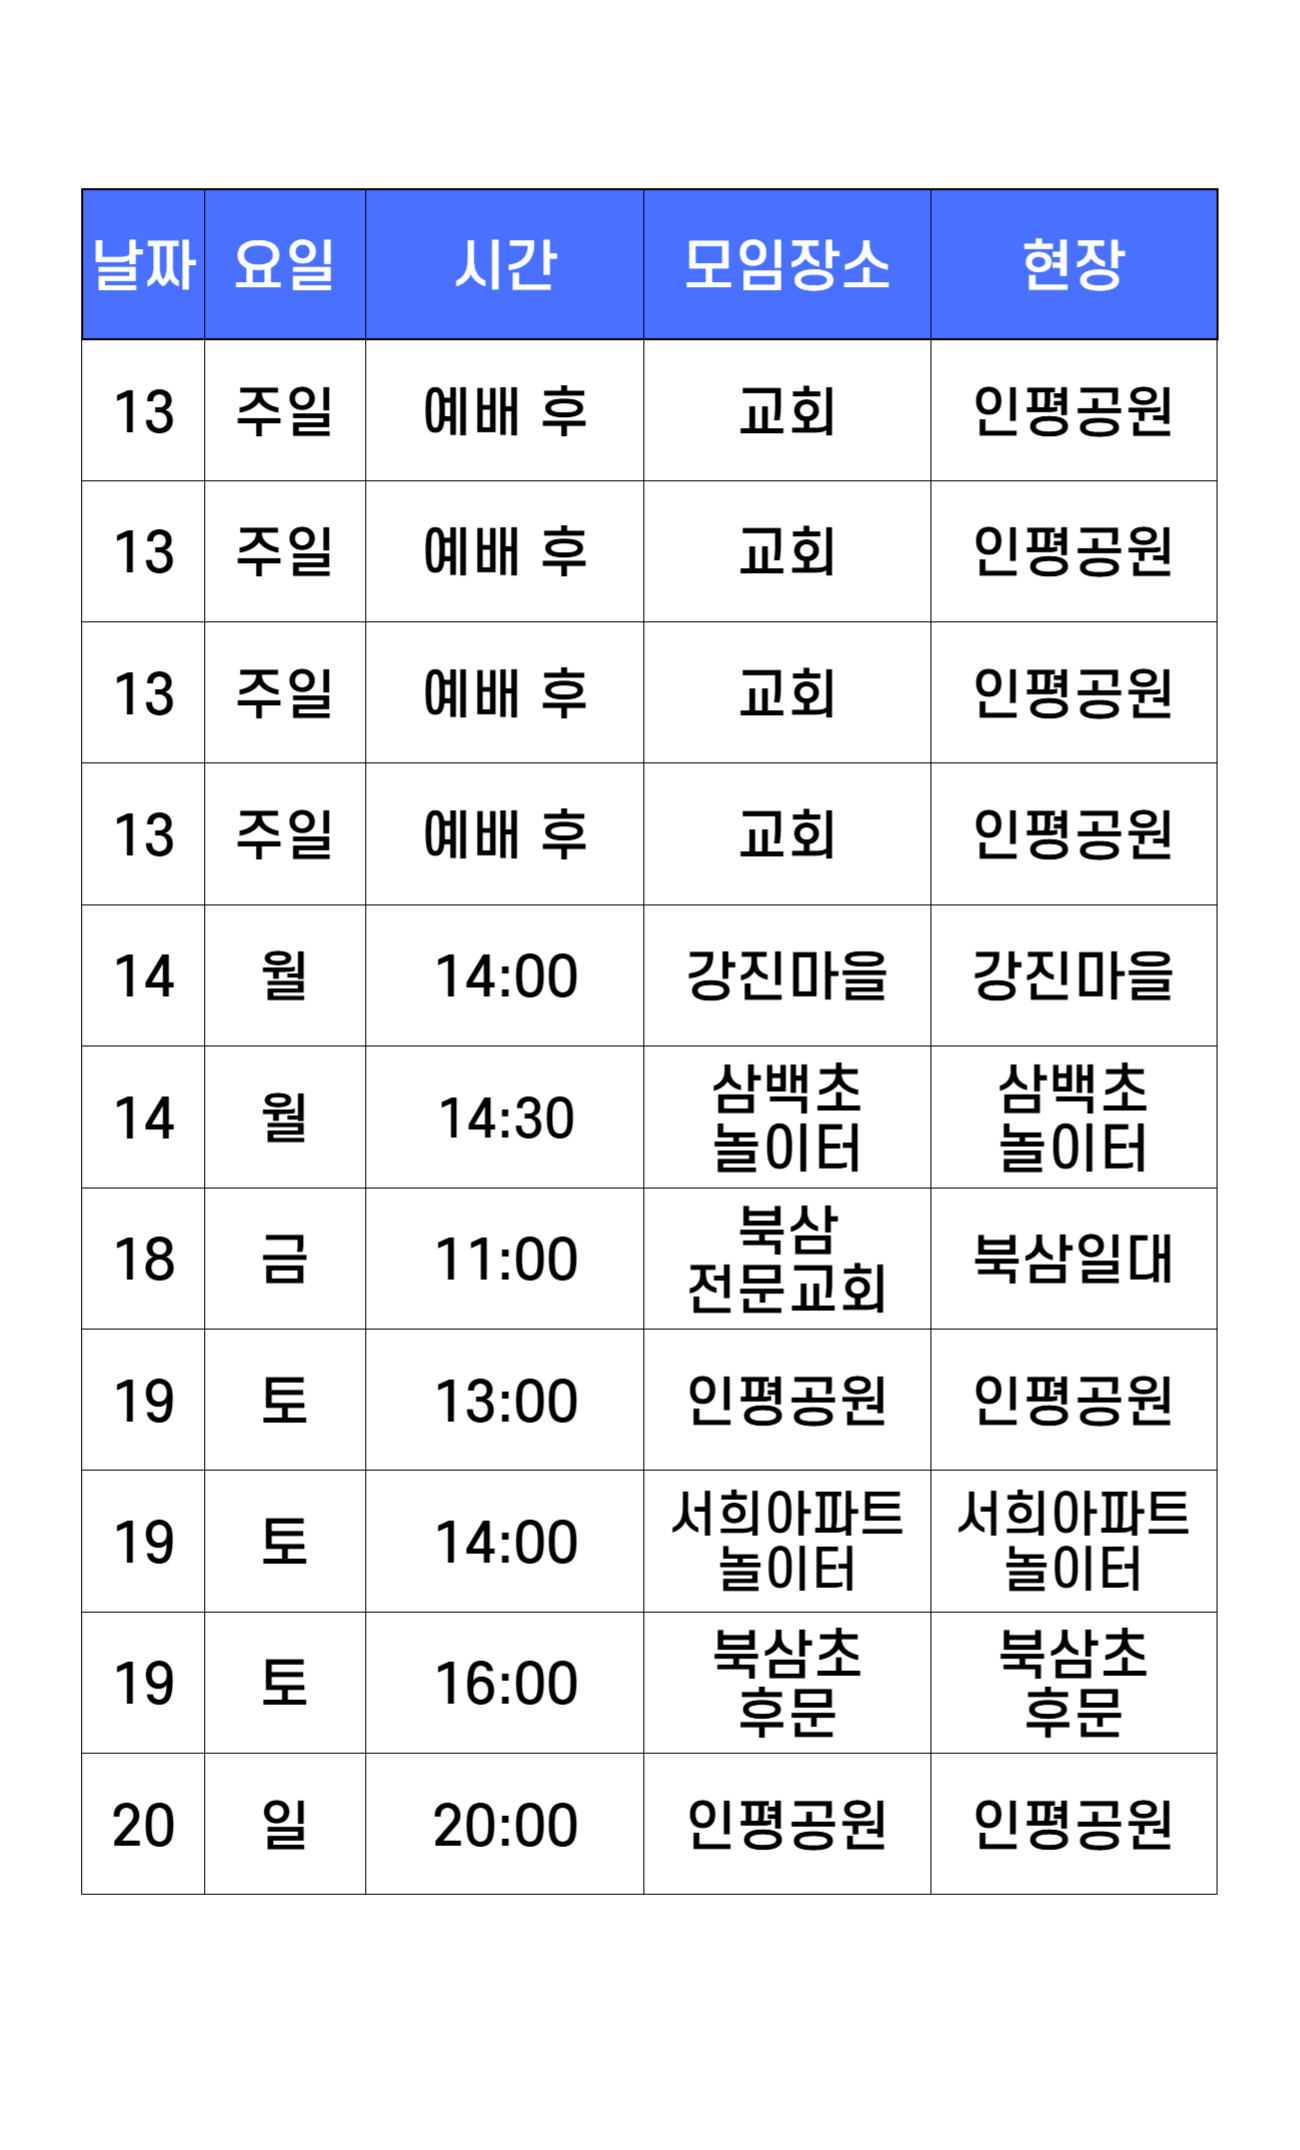 날짜 요일 시간 모임장소 현장
13 주일 예배 후 교회 인평공원
13 주일 예배 후 교회 인평공원
13 주일 예배 후 교회 인평공원
13 주일 예배 후 교회 인평공원
14 월 14:00 강진마을 강진마을
14 월 14:30 삼백초 삼백초
놀이터 놀이터
18 금 11:00 북삼 북삼일대
전문교회
19 토 13:00 인평공원 인평공원
19 토 14:00 서희아파트 서희아파트
놀이터 놀이터
19 토 16:00 북삼초 북삼초
후문 후문
20 일 20:00 인평공원 인평공원